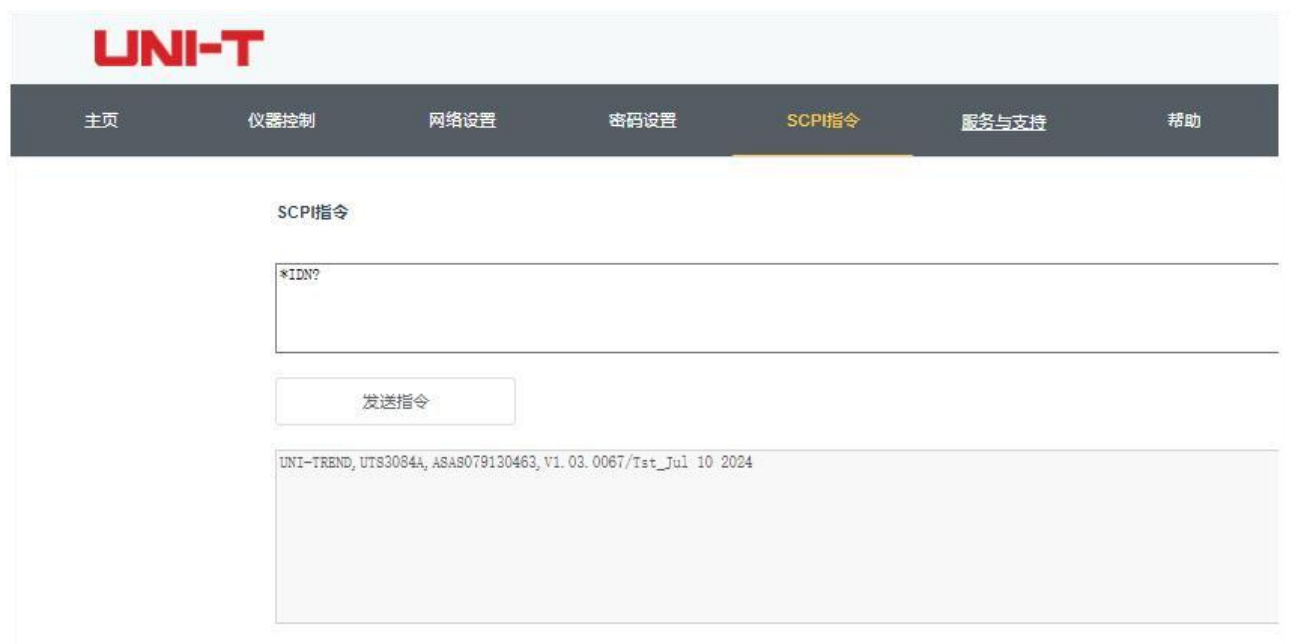 UNI-T
主页 仪器控制 网络设置 密码设置 SCPI指令 服务与支持 帮助
SCPI指令
*IDN?
发送指令
UNI-TREND, UTS3084A, ASAS079130463, V1.03.0067/Tst_Jul 10 2024